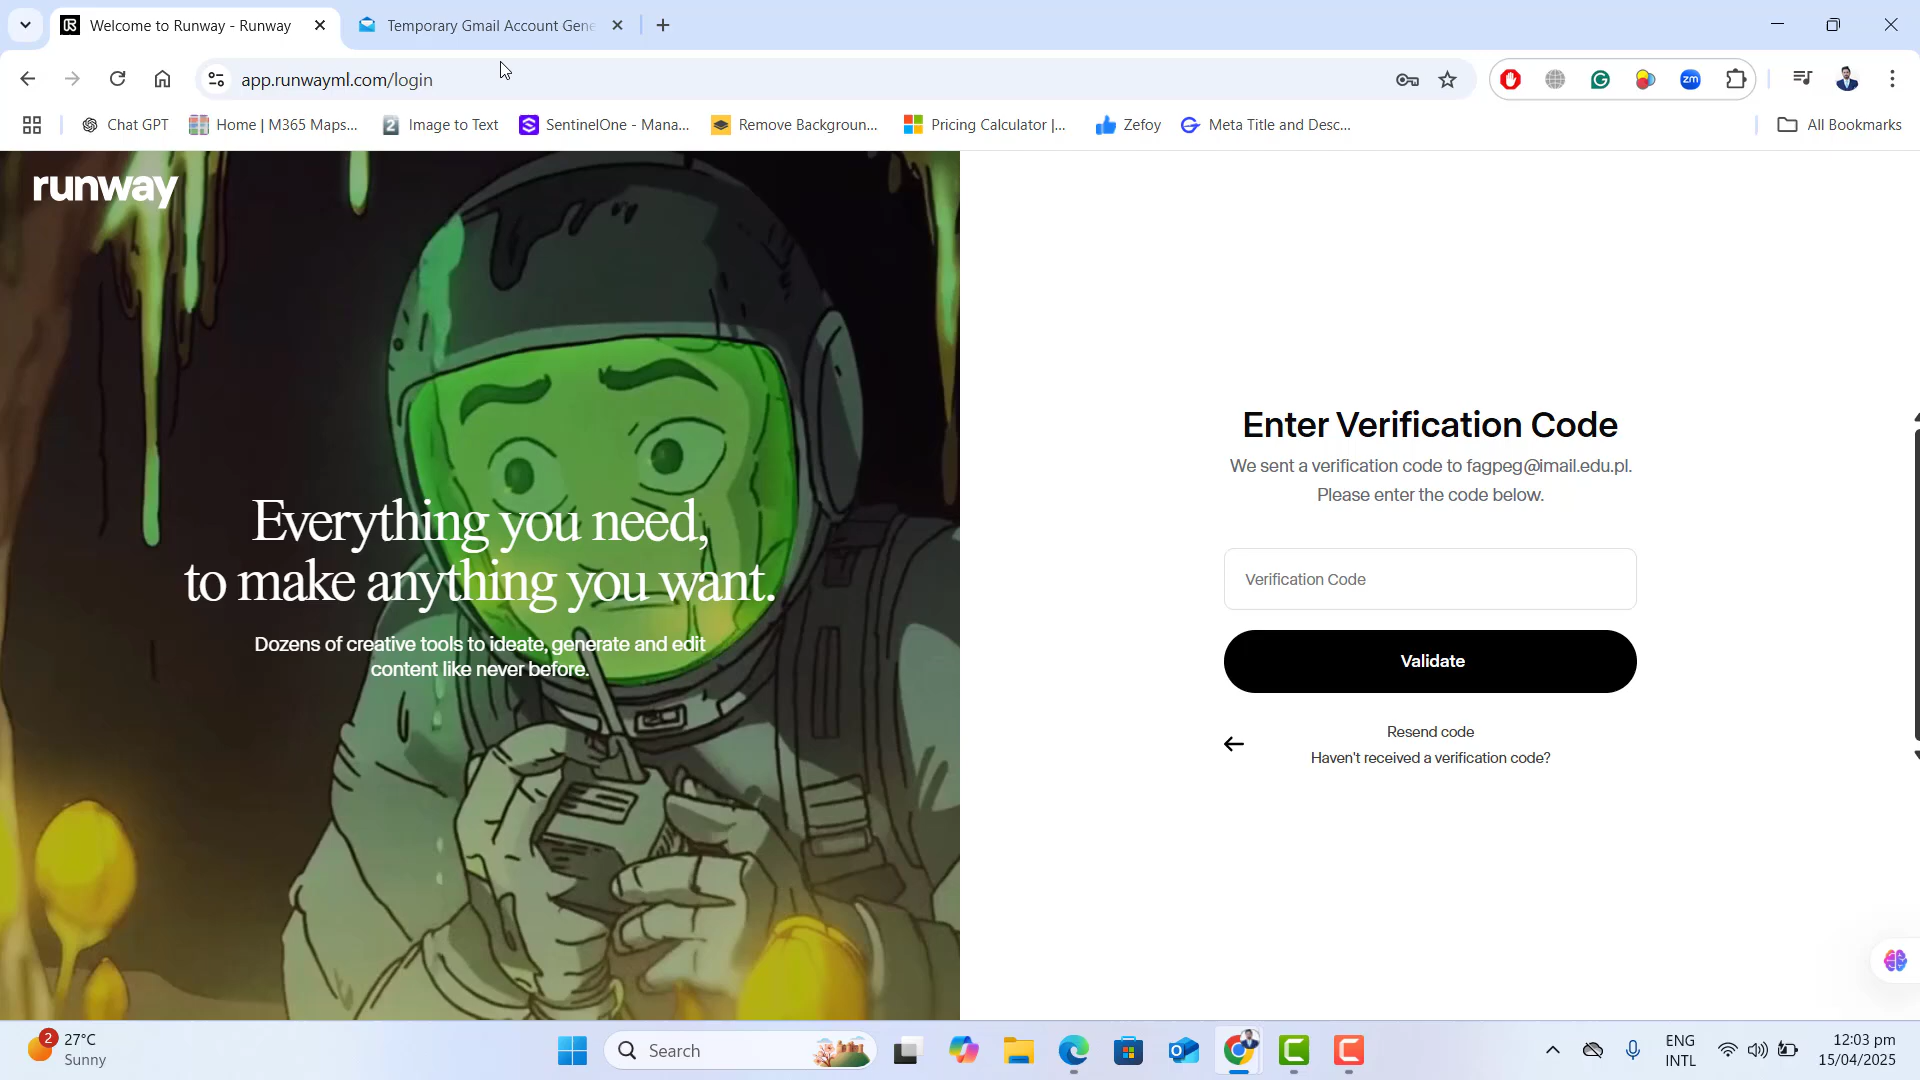 Welcome to Runway - Runway
Temporary Gmail Account Gene
app.runwayml.com/login
zm
Chat GPT
Home | M365 Maps...
2
Image to Text
SentinelOne - Mana...
Remove Backgroun...
Pricing Calculator |...
Zefoy
Meta Title and Desc...
All Bookmarks
runway
Everything you need,
to make anything you want.
Dozens of creative tools to ideate, generate and edit
content like never before.
Enter Verification Code
We sent a verification code to fagpeg@imail.edu.pl.
Please enter the code below.
Verification Code
Validate
Resend code
Haven't received a verification code?
2
27°C
Sunny
Search
ENG
INTL
12:03 pm
15/04/2025